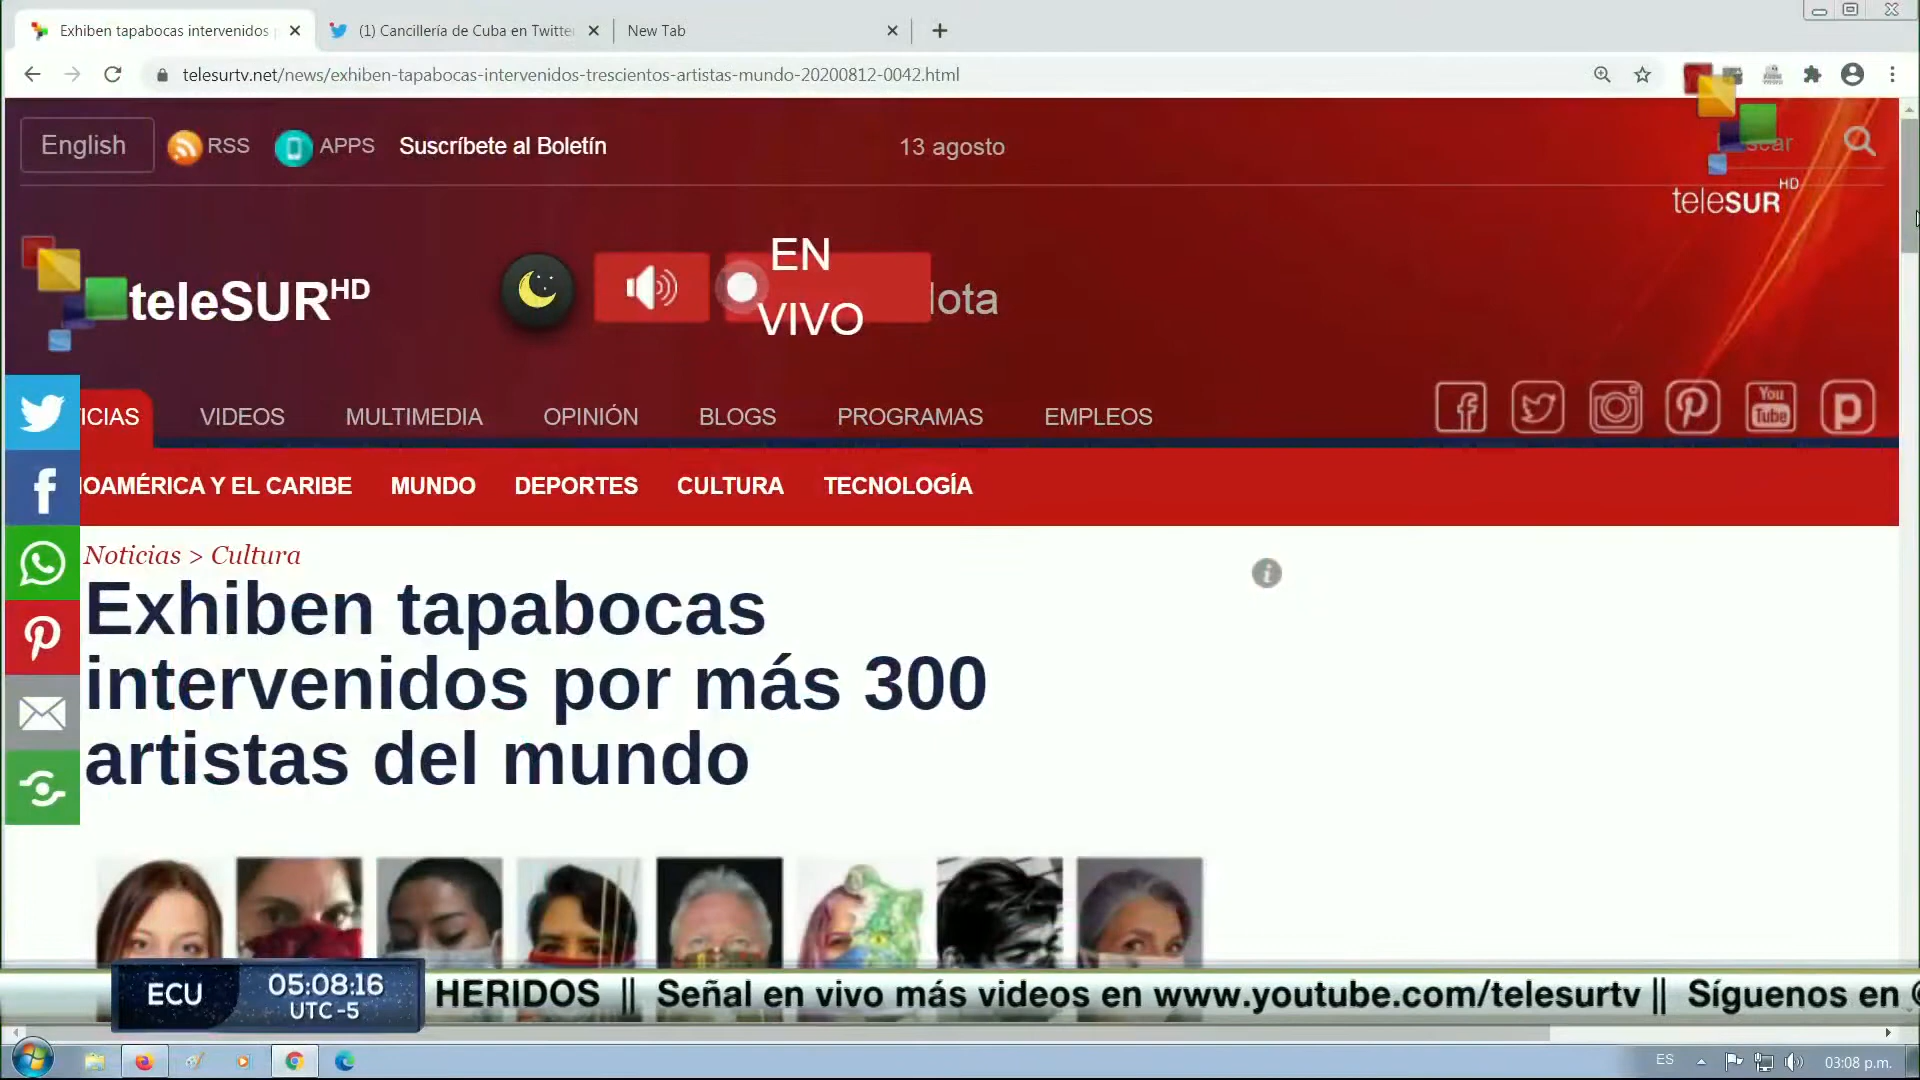 Exhiben tapabocas intervenidos
(1) Cancillería de Cuba en Twitte
New Tab
telesurtv.net/news/exhiben-tapabocas-intervenidos-trescientos-artistas-mundo-20200812-0042.html
English
RSS
APPS
Suscríbete al Boletín
13 agosto
teleSUR HD
teleSUR HD
EN
VIVO
lota
ICIAS
VIDEOS
MULTIMEDIA
OPINIÓN
BLOGS
PROGRAMAS
EMPLEOS
You
Tube
IOAMÉRICA Y EL CARIBE
MUNDO
DEPORTES
CULTURA
TECNOLOGÍA
Noticias > Cultura
Exhiben tapabocas
intervenidos por más 300
artistas del mundo
ECU
05:08:16
UTC -5
HERIDOS || Señal en vivo más videos en www.youtube.com/telesurtv || Síguenos en @
ES
03:08 p.m.